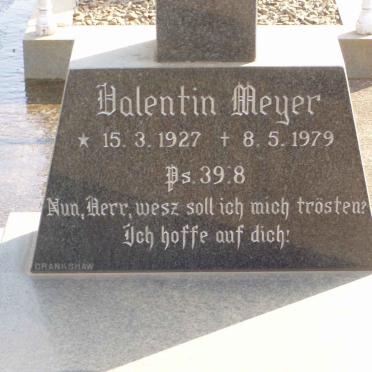 Valentin Meyer
★ 15. 3. 1927 † 8. 5. 1979
Ps. 39.8
Nun, Herr, wesz soll ich mich trösten?
Ich hoffe auf dich!
CRANKSHAW